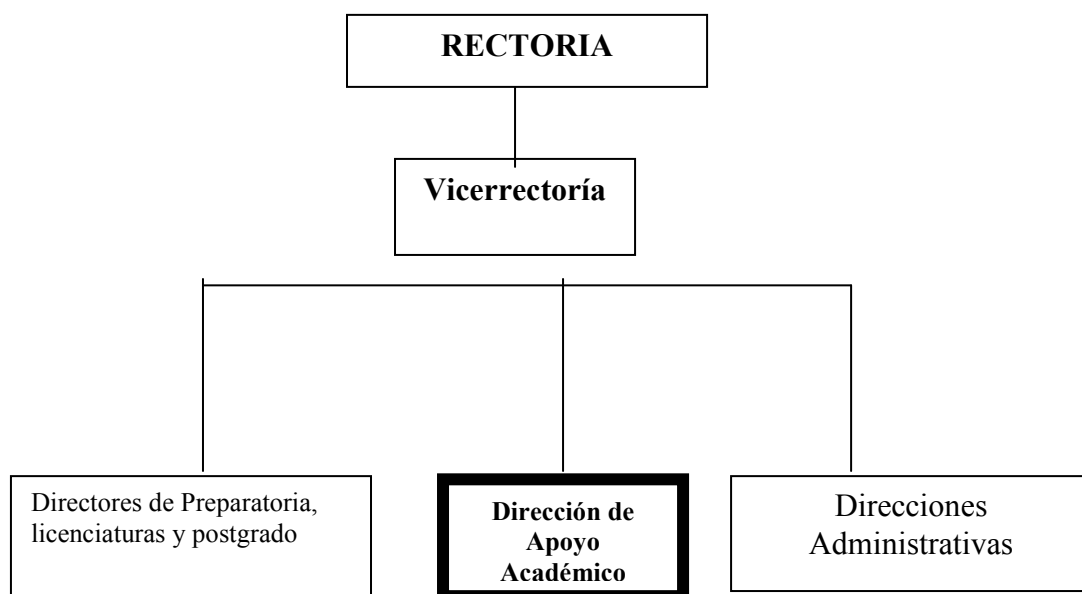 RECTORIA
Vicerrectoría
Directores de Preparatoria,
licenciaturas y postgrado
Dirección de
Apoyo
Académico
Direcciones
Administrativas